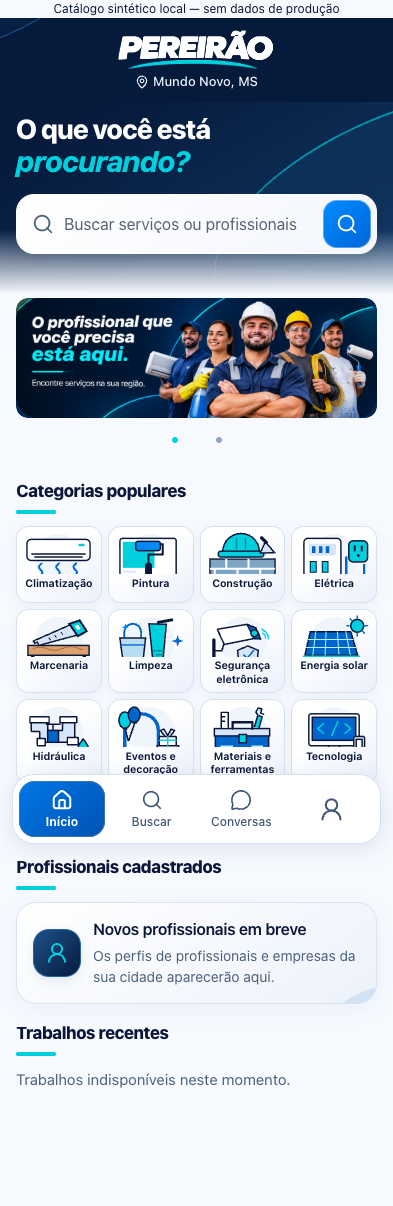 Catálogo sintético local — sem dados de produção
PEREIRÃO
Mundo Novo, MS
O que você está
procurando?
Buscar serviços ou profissionais
O profissional que
você precisa
está aqui.
Encontre serviços na sua região.
Categorias populares
Climatização
Pintura
Construção
Elétrica
Marcenaria
Limpeza
Segurança
eletrônica
Energia solar
Hidráulica
Eventos e
decoração
Materiais e
ferramentas
Tecnologia
Início
Buscar
Conversas
Profissionais cadastrados
Novos profissionais em breve
Os perfis de profissionais e empresas da
sua cidade aparecerão aqui.
Trabalhos recentes
Trabalhos indisponíveis neste momento.